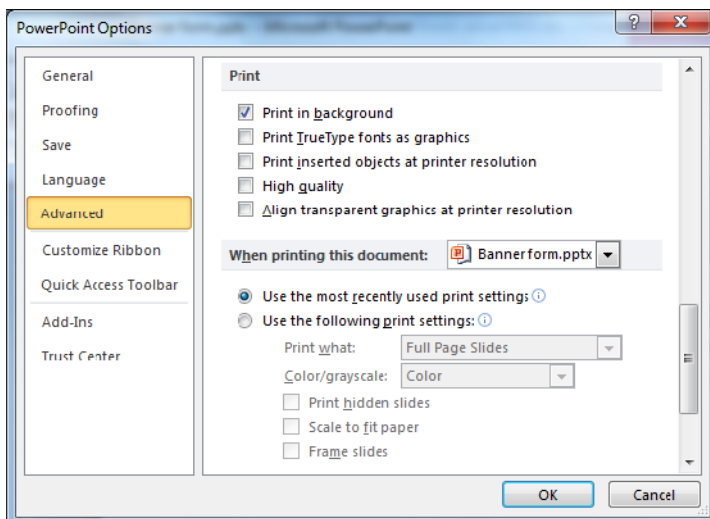 PowerPoint Options
General
Proofing
Save
Language
Advanced
Customize Ribbon
Quick Access Toolbar
Add-Ins
Trust Center
Print
Print in background
Print TrueType fonts as graphics
Print inserted objects at printer resolution
High quality
Align transparent graphics at printer resolution
When printing this document: Banner form.pptx
Use the most recently used print settings
Use the following print settings:
Print what: Full Page Slides
Color/grayscale: Color
Print hidden slides
Scale to fit paper
Frame slides
OK Cancel